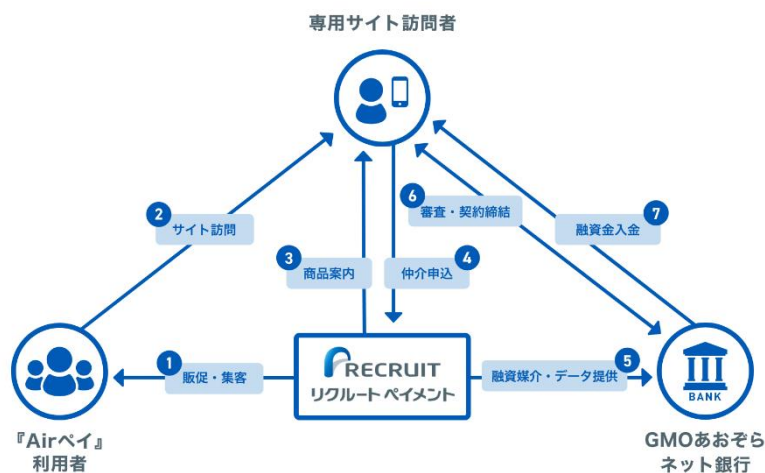 専用サイト訪問者
2
サイト訪問
3
商品案内
仲介申込
4
6
審査・契約締結
7
融資金入金
1
販促・集客
RECRUIT
リクルート ペイメント
融資媒介・データ提供
5
BANK
『Airペイ』
利用者
GMOあおぞら
ネット銀行